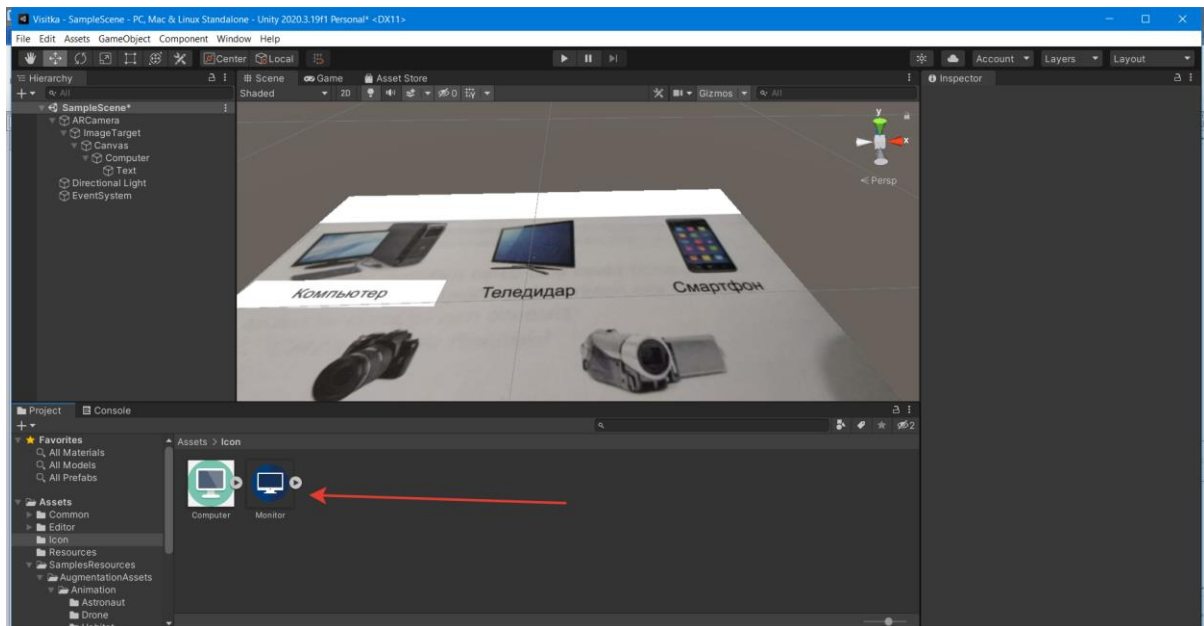 Visitka - SampleScene - PC, Mac & Linux Standalone - Unity 2020.3.19f1 Personal* <DX11>
File Edit Assets GameObject Component Window Help
Center Local
Account Layers Layout
Hierarchy
All
SampleScene*
ARCamera
ImageTarget
Canvas
Computer
Text
Directional Light
EventSystem
Scene Game Asset Store
Shaded 2D 0 Gizmos All
y
x
Persp
Компьютер Теледидар Смартфон
Inspector
Project Console
2
Favorites
All Materials
All Models
All Prefabs
Assets
Common
Editor
Icon
Resources
SamplesResources
AugmentationAssets
Animation
Astronaut
Drone
Assets > Icon
Computer Monitor